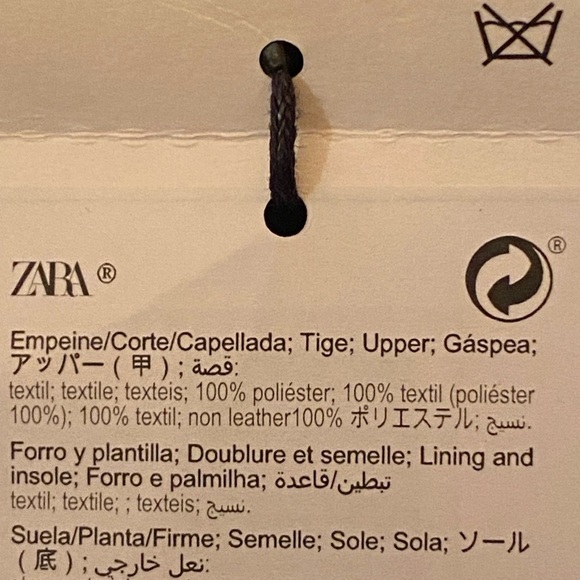 ZARA ® ®
Empeine/Corte/Capellada; Tige; Upper; Gáspea;
アッパー ( 甲 ) ; قصة:
textil; textile; texteis; 100% poliéster; 100% textil (poliéster
100%); 100% textil; non leather100% ポリエステル; نسيج.
Forro y plantilla; Doublure et semelle; Lining and
insole; Forro e palmilha; تبطين/قاعدة
textil; textile; ; texteis; نسيج.
Suela/Planta/Firme; Semelle; Sole; Sola; ソール
( 底 ) ; نعل خارجي: